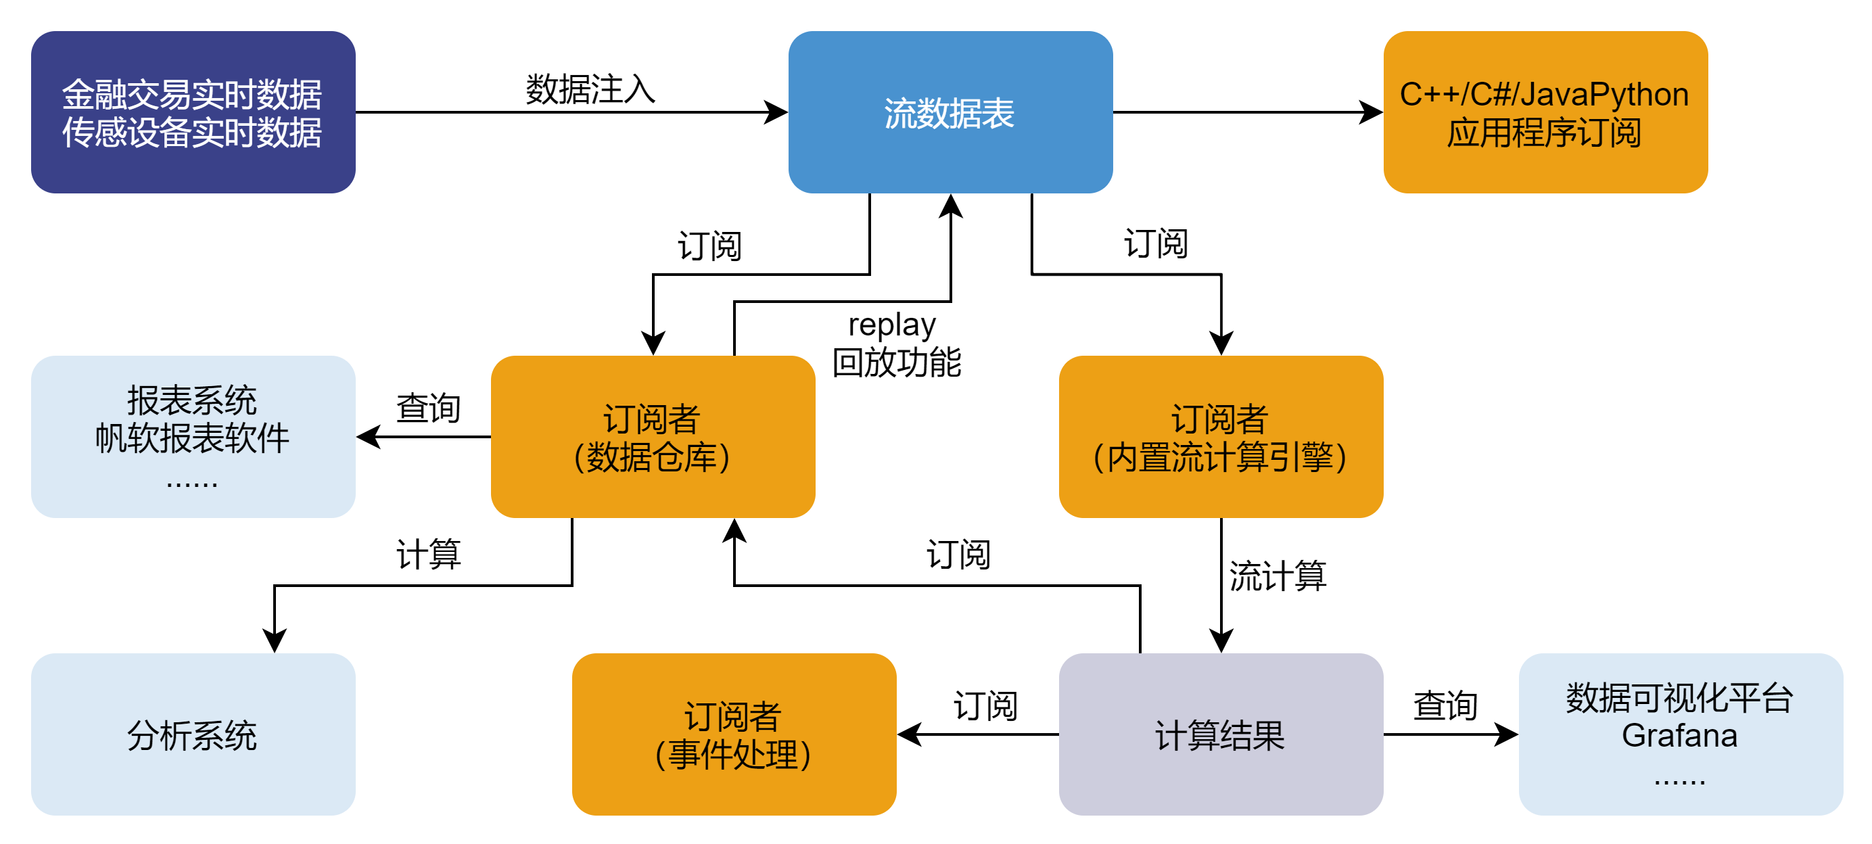 金融交易实时数据
传感设备实时数据
数据注入
流数据表
C++/C#/JavaPython
应用程序订阅
订阅
订阅
replay
回放功能
报表系统
帆软报表软件
......
查询
订阅者
（数据仓库）
订阅者
（内置流计算引擎）
计算
订阅
流计算
分析系统
订阅者
（事件处理）
订阅
计算结果
查询
数据可视化平台
Grafana
......